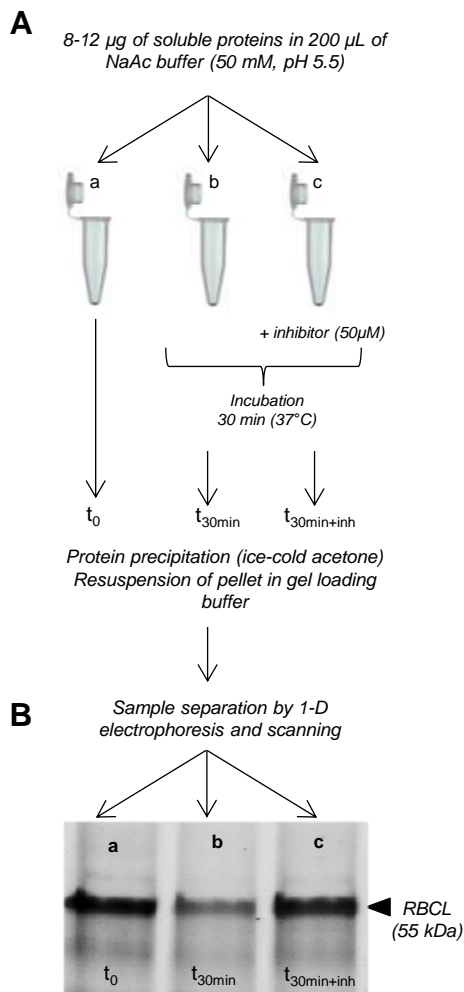 A
8-12 µg of soluble proteins in 200 µL of
NaAc buffer (50 mM, pH 5.5)
a
b
c
+ inhibitor (50µM)
Incubation
30 min (37°C)
t0
t30min
t30min+inh
Protein precipitation (ice-cold acetone)
Resuspension of pellet in gel loading
buffer
B
Sample separation by 1-D
electrophoresis and scanning
a
b
c
RBCL
(55 kDa)
t0
t30min
t30min+inh